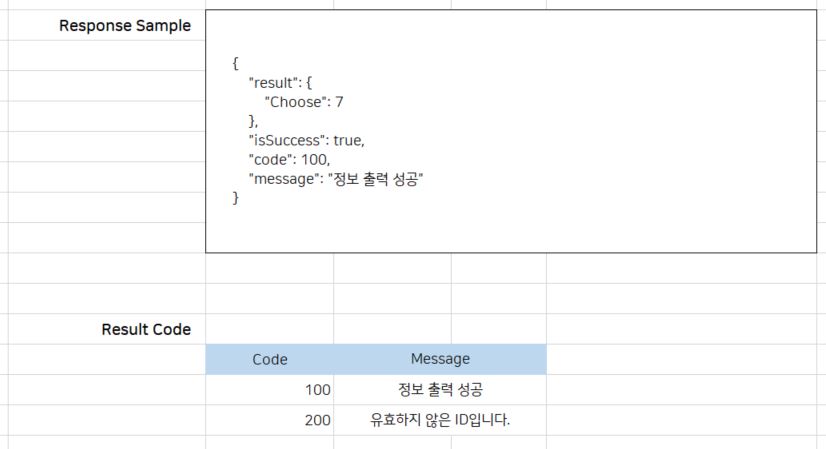 Response Sample
{
"result": {
"Choose": 7
},
"isSuccess": true,
"code": 100,
"message": "정보 출력 성공"
}
Result Code
Code Message
100 정보 출력 성공
200 유효하지 않은 ID입니다.